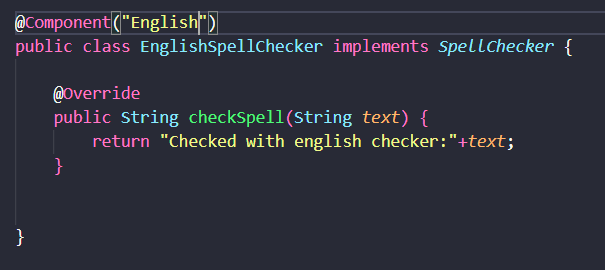 @Component("English")
public class EnglishSpellChecker implements SpellChecker {
@Override
public String checkSpell(String text) {
return "Checked with english checker:"+text;
}
}